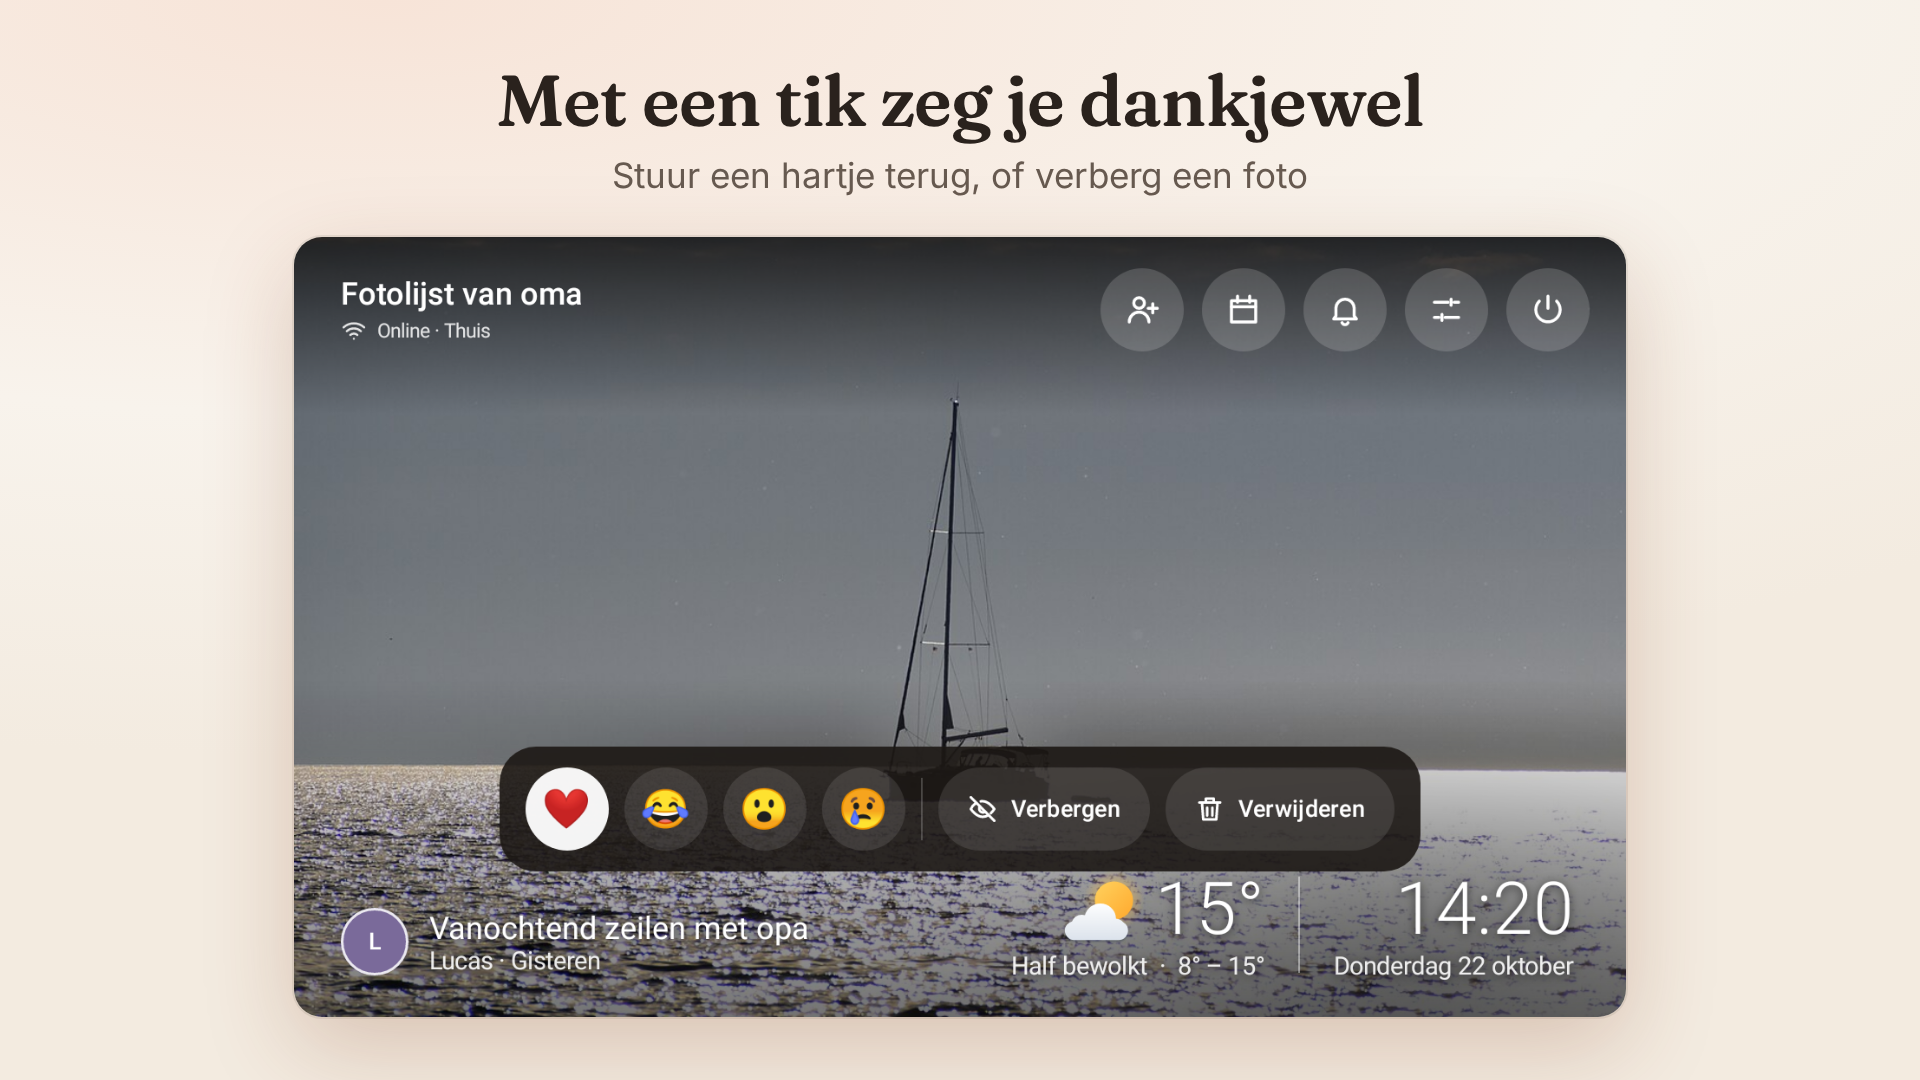 Met een tik zeg je dankjewel
Stuur een hartje terug, of verberg een foto
Fotolijst van oma
Online · Thuis
Verbergen
Verwijderen
L
Vanochtend zeilen met opa
Lucas · Gisteren
15°
Half bewolkt · 8° – 15°
14:20
Donderdag 22 oktober